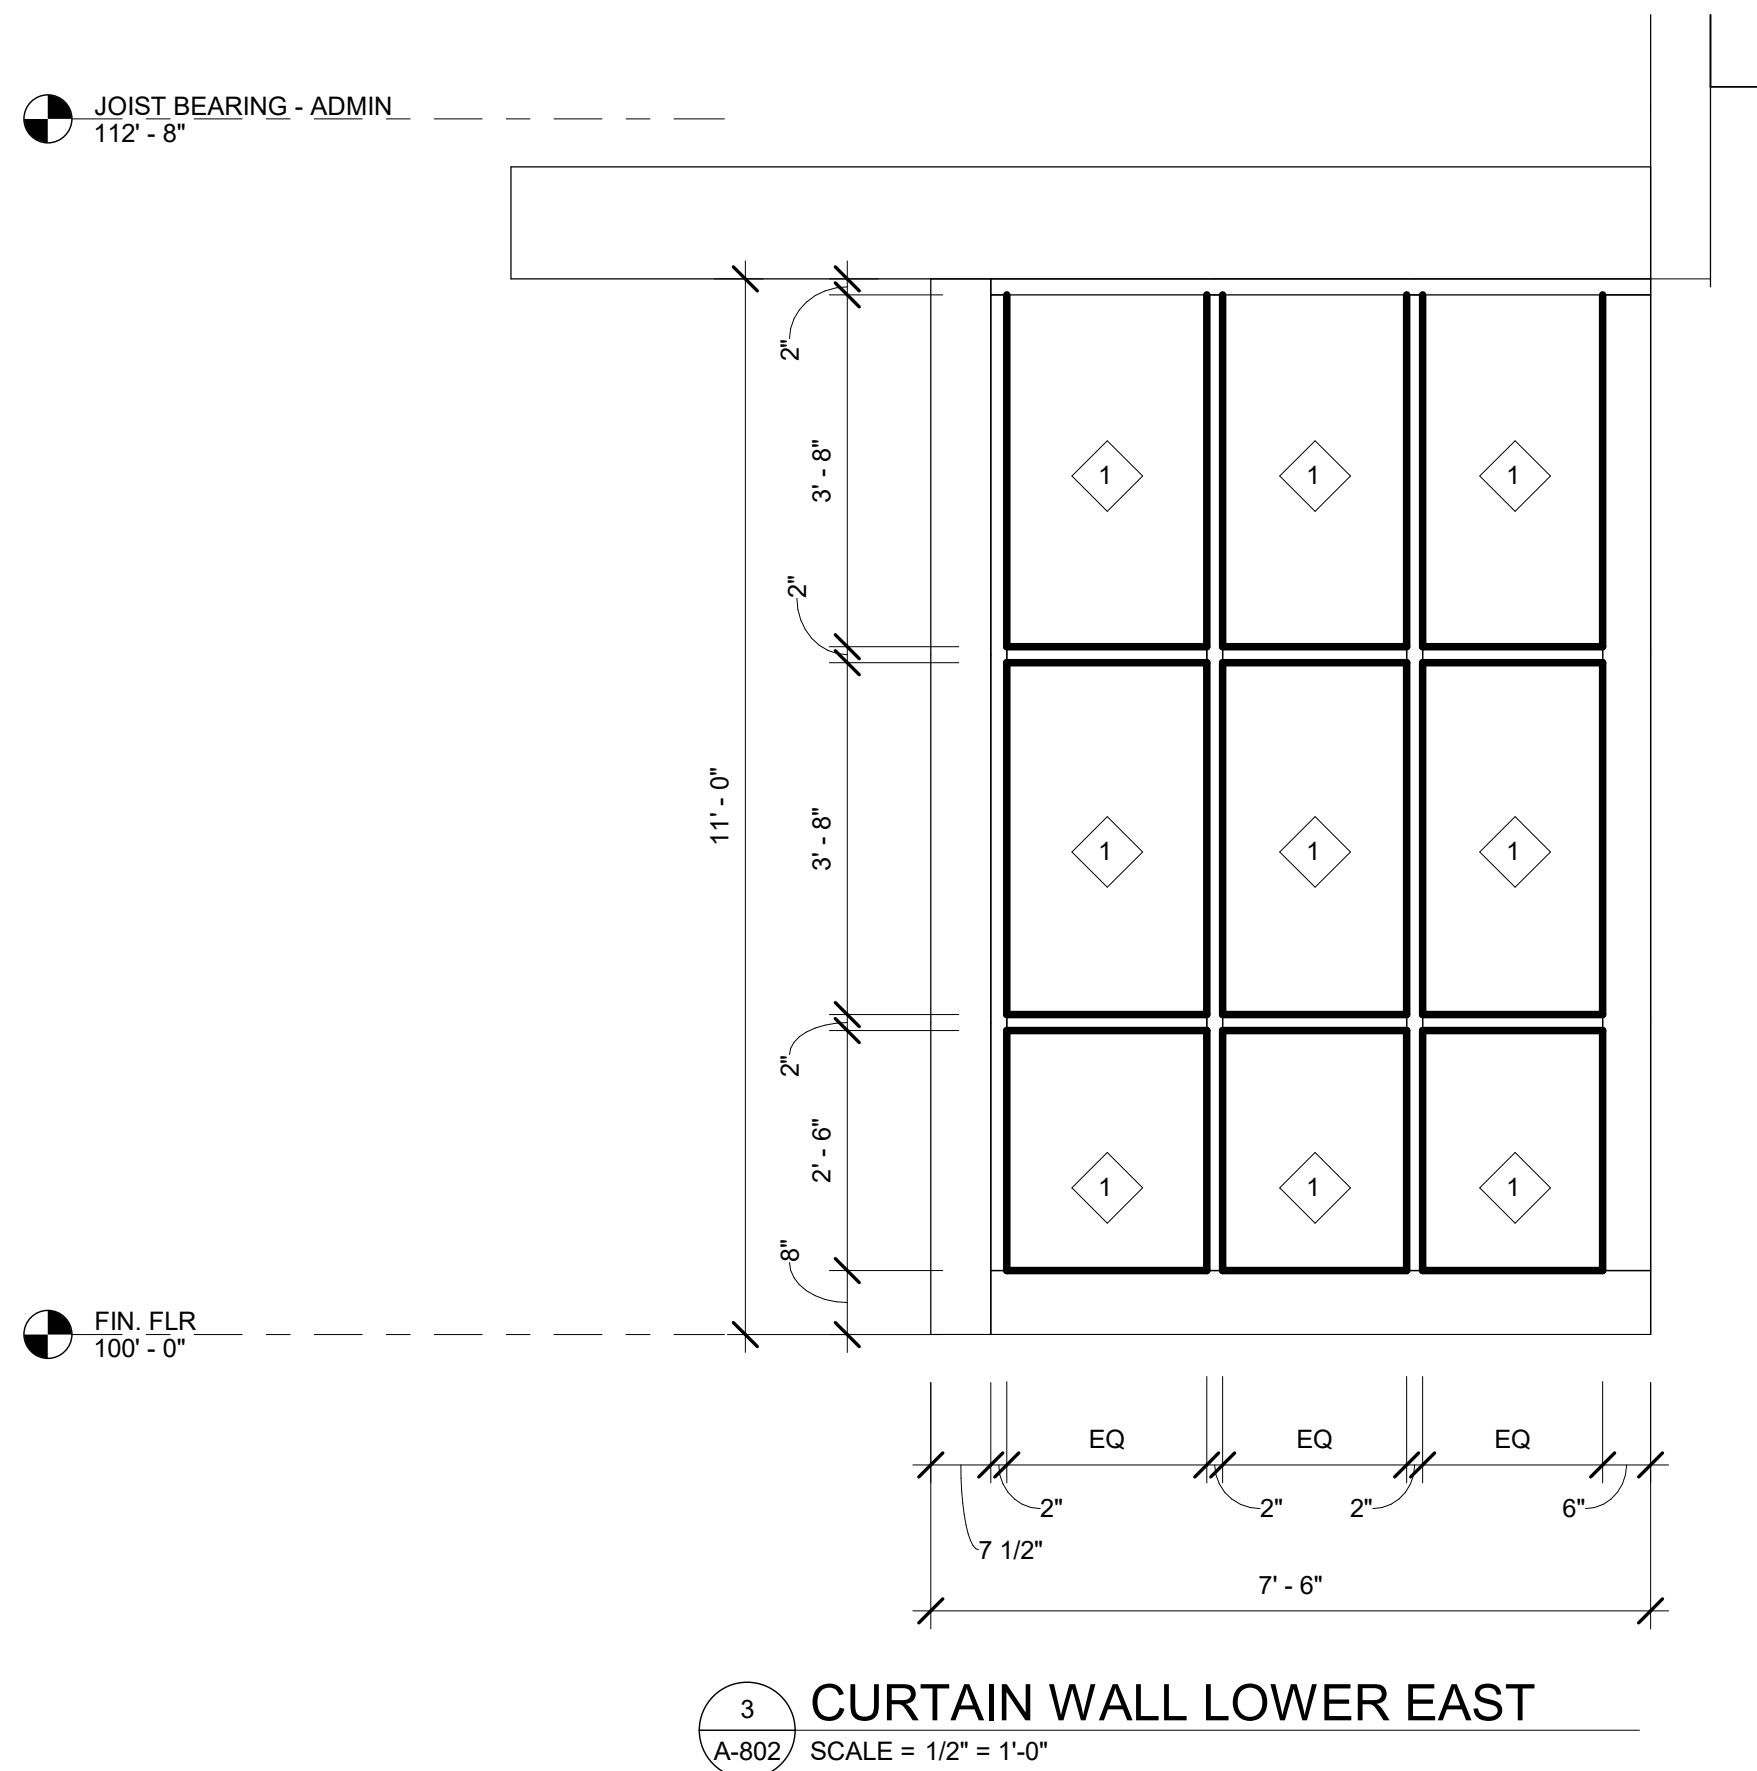 JOIST BEARING - ADMIN
112' - 8"
2"
3' - 8"
1 1 1
2"
11' - 0"
3' - 8"
1 1 1
2"
2' - 6"
1 1 1
8"
FIN. FLR
100' - 0"
EQ EQ EQ
2" 2" 2" 6"
7 1/2"
7' - 6"
3
A-802
CURTAIN WALL LOWER EAST
SCALE = 1/2" = 1'-0"